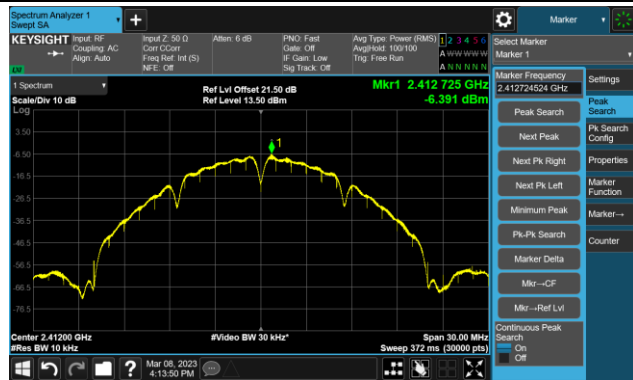 Spectrum Analyzer 1
Swept SA
Marker
KEYSIGHT
Input: RF
Coupling: AC
Align: Auto
Input Z: 50 Ω
Corr CCorr
Freq Ref: Int (S)
NFE: Off
Atten: 6 dB
PNO: Fast
Gate: Off
IF Gain: Low
Sig Track: Off
Avg Type: Power (RMS)
Avg|Hold: 100/100
Trig: Free Run
1 2 3 4 5 6
A W W W W W
A N N N N N
LM
Select Marker
Marker 1
1 Spectrum
Scale/Div 10 dB
Log
Ref Lvl Offset 21.50 dB
Ref Level 13.50 dBm
Mkr1 2.412 725 GHz
-6.391 dBm
3.50
-6.50
-16.5
-26.5
-36.5
-46.5
-56.5
-66.5
-76.5
1
Center 2.41200 GHz
#Res BW 10 kHz
#Video BW 30 kHz*
Span 30.00 MHz
Sweep 372 ms (30000 pts)
Marker Frequency
2.412724524 GHz
Peak Search
Next Peak
Next Pk Right
Next Pk Left
Minimum Peak
Pk-Pk Search
Marker Delta
Mkr→CF
Mkr→Ref Lvl
Continuous Peak
Search
On
Off
Settings
Peak
Search
Pk Search
Config
Properties
Marker
Function
Marker→
Counter
?
Mar 08, 2023
4:13:50 PM